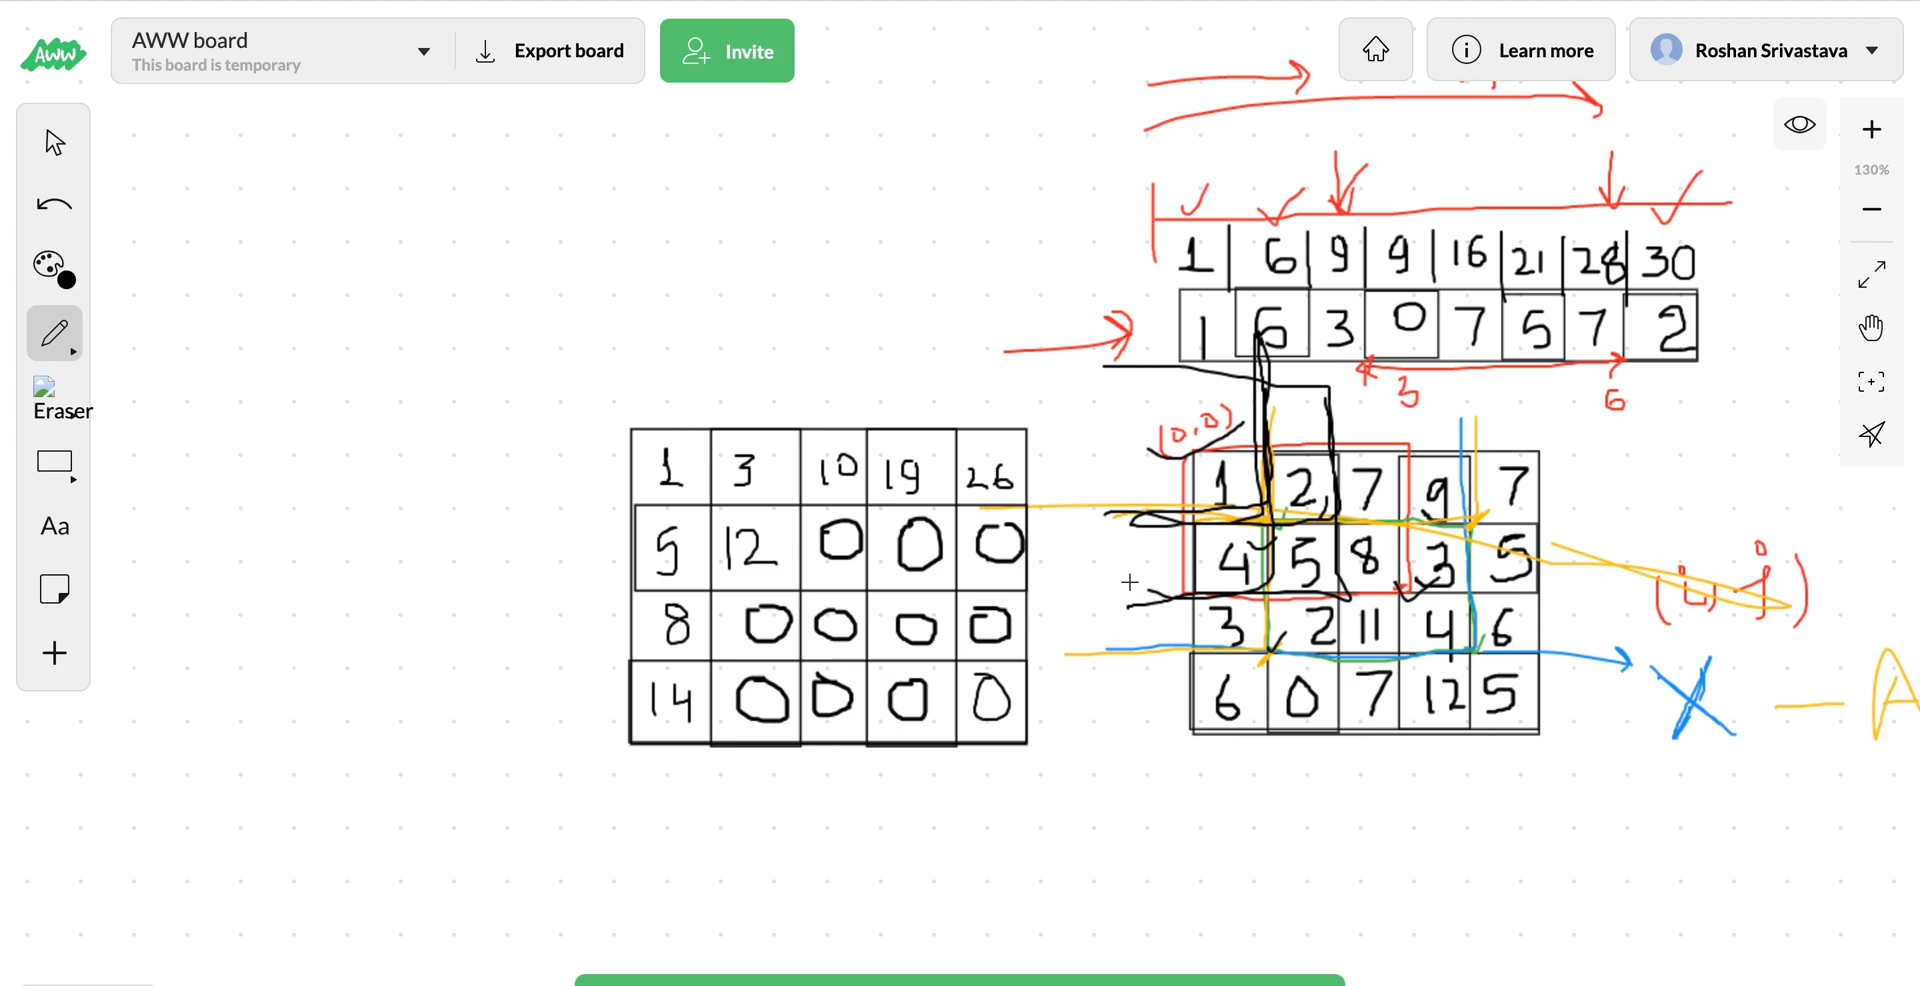 AWW
AWW board
This board is temporary
Export board
Invite
Learn more
Roshan Srivastava
130%
Eraser
Aa
1 6 9 9 16 21 28 30
1 5 3 0 7 5 7 2
3 6
(0,0)
1 3 10 19 26
5 12 0 0 0
8 0 0 0 0
14 0 0 0 0
1 2 7 9 7
4 5 8 3 5
3 2 11 4 6
6 0 7 12 5
X — A